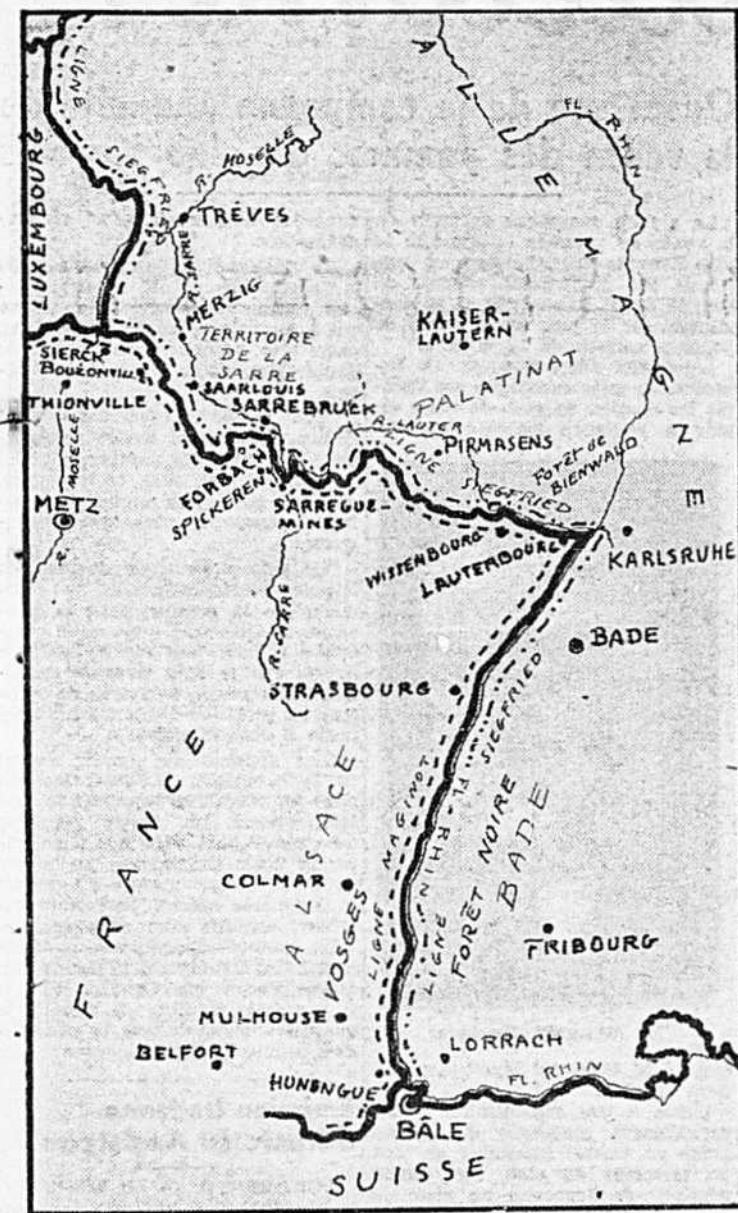 LIGNE
SIEGFRIED
LUXEMBOURG
ALLEMAGNE
FL. RHIN
R. MOSELLE
TRÊVES
R. SARRE
MERZIG
TERRITOIRE
DE LA
SARRE
KAISER-
LAUTERN
PALATINAT
SIERCK
BOUZONVILLE
THIONVILLE
SAARLOUIS
SARREBRUCK
R. LAUTER
LIGNE
SIEGFRIED
PIRMASENS
Forêt de
BIENWALD
R. MOSELLE
METZ
FORBACH
SPICKEREN
SARREGUE-
MINES
WISSENBOURG
LAUTERBOURG
KARLSRUHE
R. SARRE
BADE
STRASBOURG
FRANCE
ALSACE
VOSGES
LIGNE MAGINOT
FL. RHIN
LIGNE SIEGFRIED
FORÊT NOIRE
BADE
COLMAR
FRIBOURG
MULHOUSE
BELFORT
LORRACH
HUNENGUE
FL. RHIN
BÂLE
SUISSE